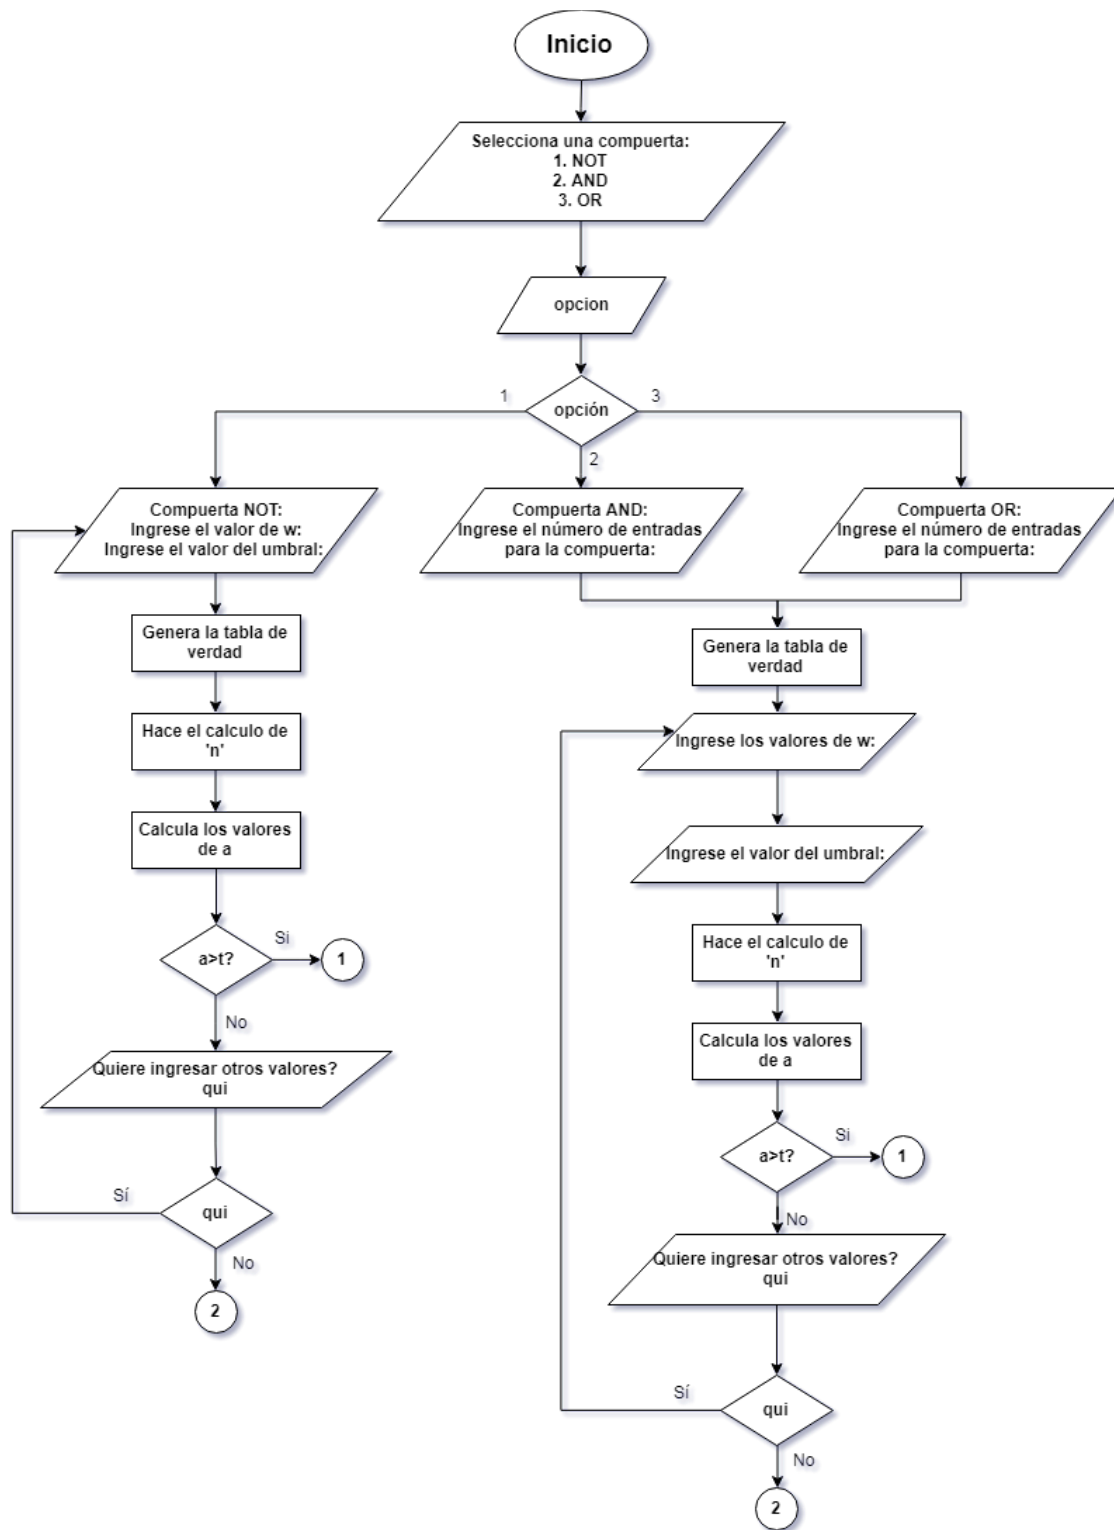 Inicio
Selecciona una compuerta:
1. NOT
2. AND
3. OR
opcion
opción
1
2
3
Compuerta NOT:
Ingrese el valor de w:
Ingrese el valor del umbral:
Genera la tabla de
verdad
Hace el calculo de
'n'
Calcula los valores
de a
a>t?
Si
1
No
Quiere ingresar otros valores?
qui
qui
Sí
No
2
Compuerta AND:
Ingrese el número de entradas
para la compuerta:
Compuerta OR:
Ingrese el número de entradas
para la compuerta:
Genera la tabla de
verdad
Ingrese los valores de w:
Ingrese el valor del umbral:
Hace el calculo de
'n'
Calcula los valores
de a
a>t?
Si
1
No
Quiere ingresar otros valores?
qui
qui
Sí
No
2